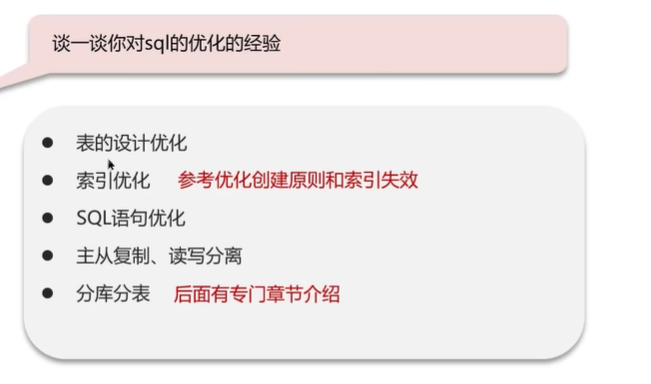 谈一谈你对sql的优化的经验
表的设计优化
索引优化 参考优化创建原则和索引失效
SQL语句优化
主从复制、读写分离
分库分表 后面有专门章节介绍